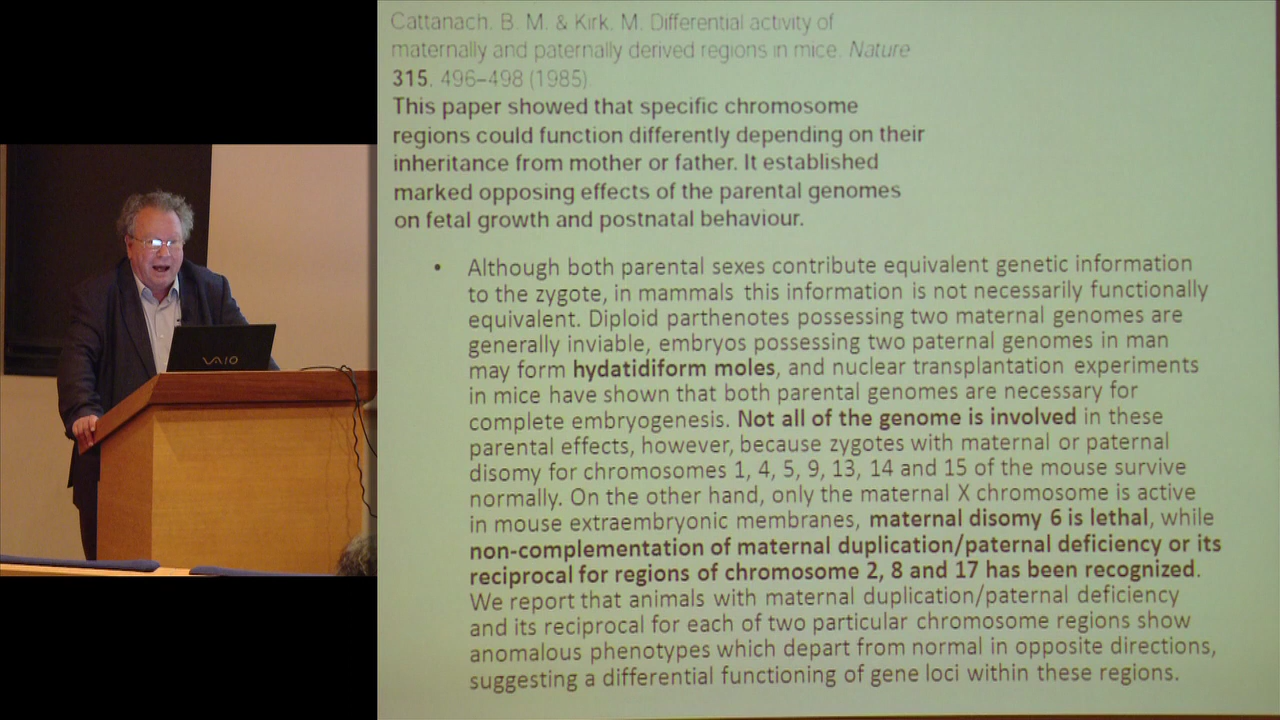 Cattanach. B. M. & Kirk. M. Differential activity of
maternally and paternally derived regions in mice. Nature
315, 496–498 (1985)
This paper showed that specific chromosome
regions could function differently depending on their
inheritance from mother or father. It established
marked opposing effects of the parental genomes
on fetal growth and postnatal behaviour.
• Although both parental sexes contribute equivalent genetic information
to the zygote, in mammals this information is not necessarily functionally
equivalent. Diploid parthenotes possessing two maternal genomes are
generally inviable, embryos possessing two paternal genomes in man
may form hydatidiform moles, and nuclear transplantation experiments
in mice have shown that both parental genomes are necessary for
complete embryogenesis. Not all of the genome is involved in these
parental effects, however, because zygotes with maternal or paternal
disomy for chromosomes 1, 4, 5, 9, 13, 14 and 15 of the mouse survive
normally. On the other hand, only the maternal X chromosome is active
in mouse extraembryonic membranes, maternal disomy 6 is lethal, while
non-complementation of maternal duplication/paternal deficiency or its
reciprocal for regions of chromosome 2, 8 and 17 has been recognized.
We report that animals with maternal duplication/paternal deficiency
and its reciprocal for each of two particular chromosome regions show
anomalous phenotypes which depart from normal in opposite directions,
suggesting a differential functioning of gene loci within these regions.
VAIO